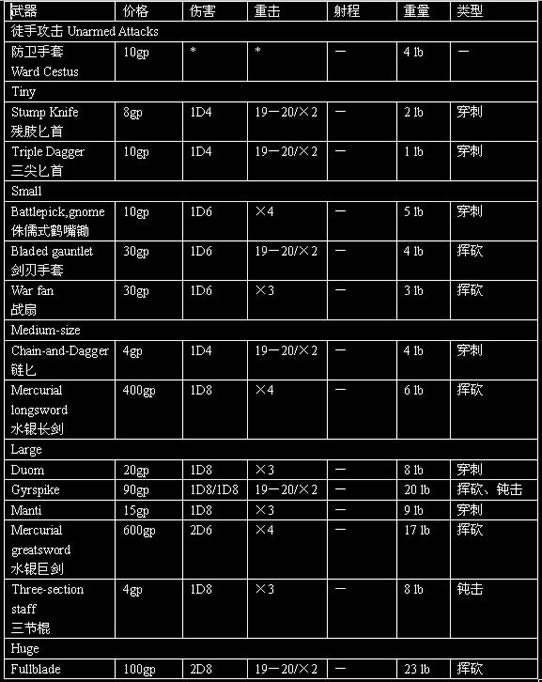 武器 价格 伤害 重击 射程 重量 类型
徒手攻击 Unarmed Attacks
防卫手套 10gp * * — 4 lb —
Ward Cestus
Tiny
Stump Knife 8gp 1D4 19—20/×2 — 2 lb 穿刺
残肢匕首
Triple Dagger 10gp 1D4 19—20/×2 — 1 lb 穿刺
三尖匕首
Small
Battlepick,gnome 10gp 1D6 ×4 — 5 lb 穿刺
侏儒式鹤嘴锄
Bladed gauntlet 30gp 1D6 19—20/×2 — 4 lb 挥砍
剑刃手套
War fan 30gp 1D6 ×3 — 3 lb 挥砍
战扇
Medium-size
Chain-and-Dagger 4gp 1D4 19—20/×2 — 4 lb 穿刺
链匕
Mercurial 400gp 1D8 ×4 — 6 lb 挥砍
longsword
水银长剑
Large
Duom 20gp 1D8 ×3 — 8 lb 穿刺
Gyrspike 90gp 1D8/1D8 19—20/×2 — 20 lb 挥砍、钝击
Manti 15gp 1D8 ×3 — 9 lb 穿刺
Mercurial 600gp 2D6 ×4 — 17 lb 挥砍
greatsword
水银巨剑
Three-section 4gp 1D8 ×3 — 8 lb 钝击
staff
三节棍
Huge
Fullblade 100gp 2D8 19—20/×2 — 23 lb 挥砍